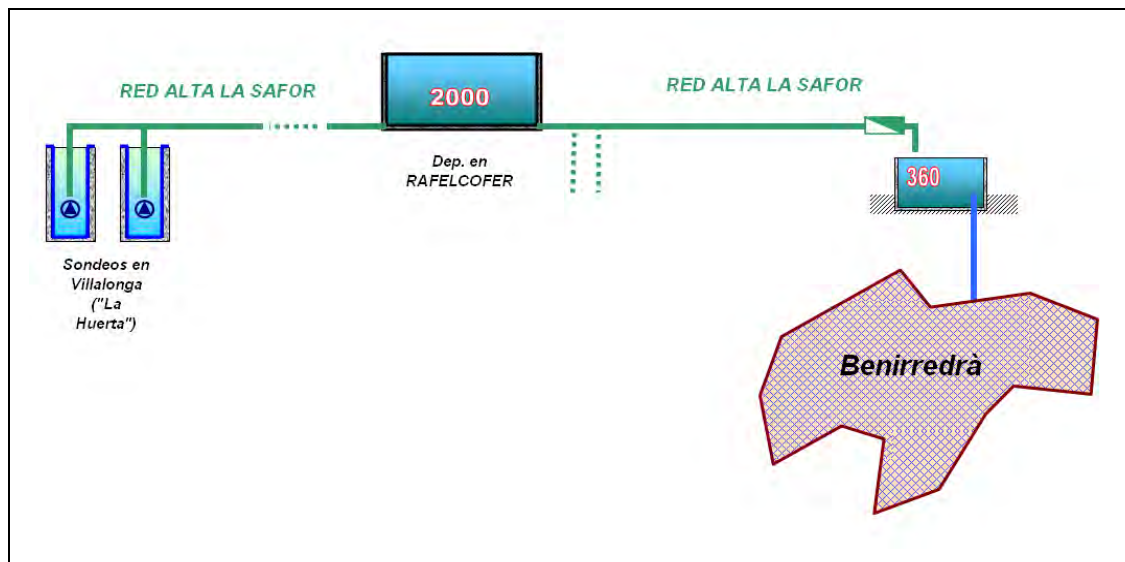 RED ALTA LA SAFOR
2000
RED ALTA LA SAFOR
Dep. en
RAFELCOFER
360
Sondeos en
Villalonga
("La
Huerta")
Benirredrà